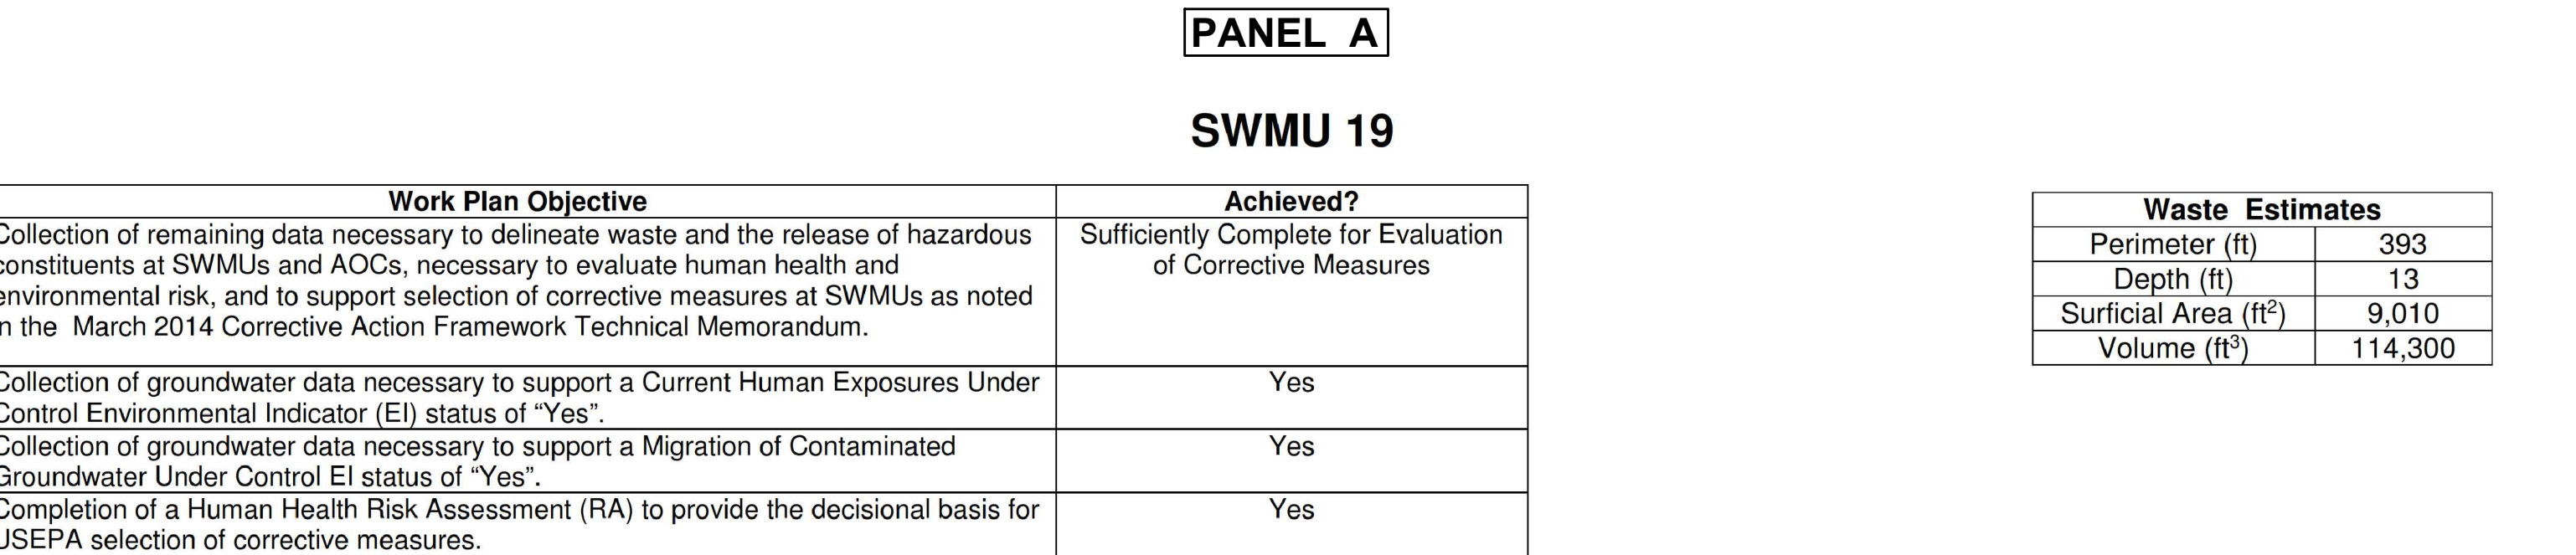 PANEL A
SWMU 19
Work Plan Objective Achieved?
Collection of remaining data necessary to delineate waste and the release of hazardous
constituents at SWMUs and AOCs, necessary to evaluate human health and
environmental risk, and to support selection of corrective measures at SWMUs as noted
in the March 2014 Corrective Action Framework Technical Memorandum.
Sufficiently Complete for Evaluation
of Corrective Measures
Collection of groundwater data necessary to support a Current Human Exposures Under
Control Environmental Indicator (EI) status of “Yes”.
Yes
Collection of groundwater data necessary to support a Migration of Contaminated
Groundwater Under Control EI status of “Yes”.
Yes
Completion of a Human Health Risk Assessment (RA) to provide the decisional basis for
USEPA selection of corrective measures.
Yes
Waste Estimates
Perimeter (ft) 393
Depth (ft) 13
Surficial Area (ft²) 9,010
Volume (ft³) 114,300